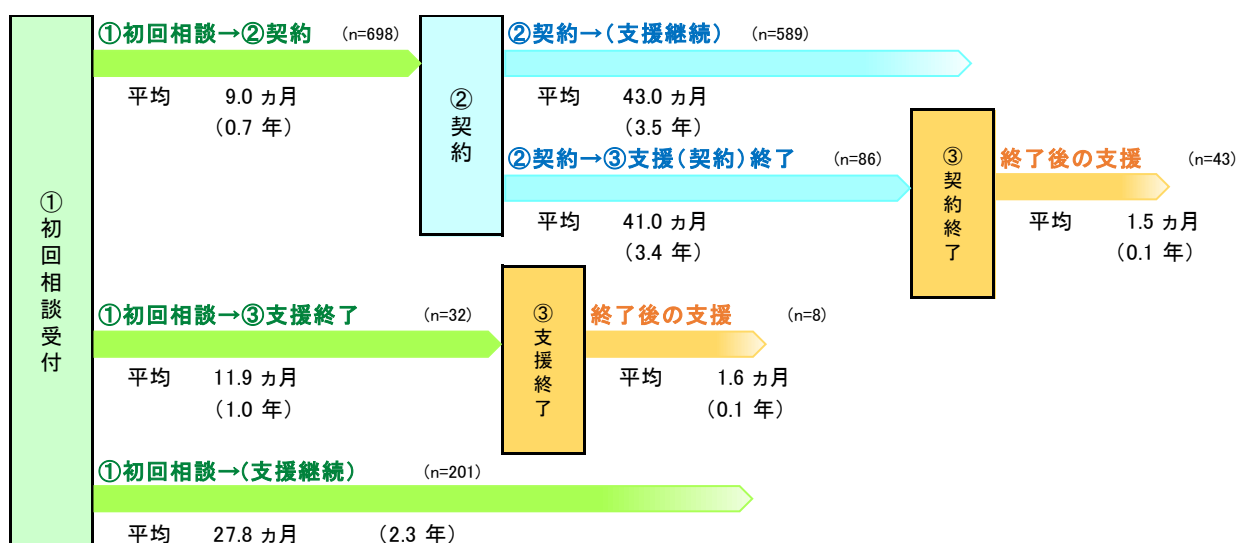 ①初回相談受付
①初回相談→②契約 (n=698)
平均 9.0 ヵ月
(0.7 年)
②契約
②契約→(支援継続) (n=589)
平均 43.0 ヵ月
(3.5 年)
②契約→③支援(契約)終了 (n=86)
平均 41.0 ヵ月
(3.4 年)
③契約終了
終了後の支援 (n=43)
平均 1.5 ヵ月
(0.1 年)
①初回相談→③支援終了 (n=32)
平均 11.9 ヵ月
(1.0 年)
③支援終了
終了後の支援 (n=8)
平均 1.6 ヵ月
(0.1 年)
①初回相談→(支援継続) (n=201)
平均 27.8 ヵ月 (2.3 年)